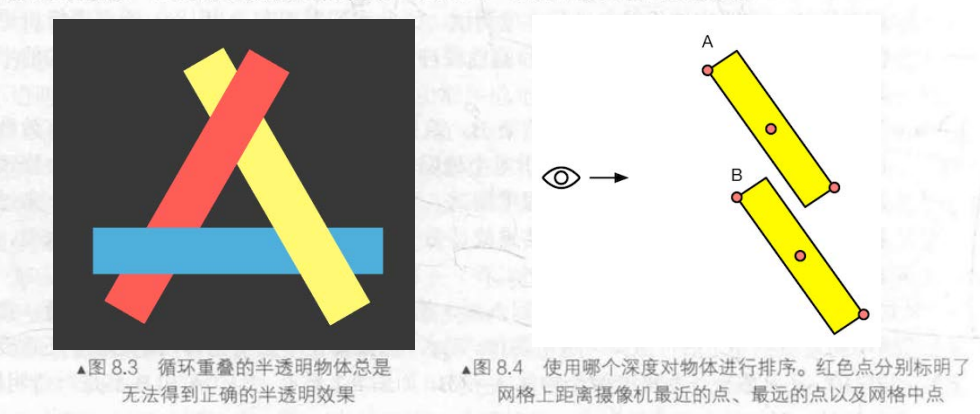 A
B
▲图 8.3 循环重叠的半透明物体总是
无法得到正确的半透明效果
▲图 8.4 使用哪个深度对物体进行排序。红色点分别标明了
网格上距离摄像机最近的点、最远的点以及网格中点